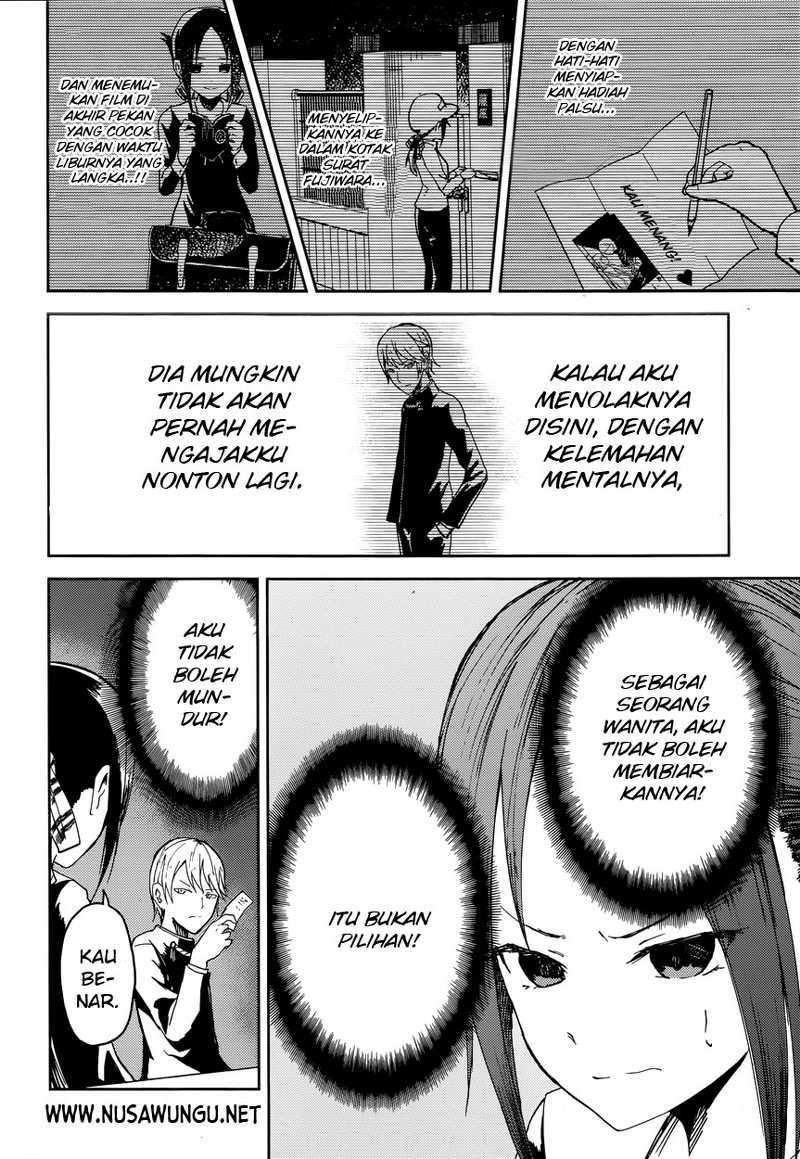 DENGAN
HATI-HATI
MENYIAP-
KAN HADIAH
PALSU...
KAU MENANG!
MENYELIP-
KANNYA KE
DALAM KOTAK
SURAT
FUJIWARA...
DAN MENEMU-
KAN FILM DI
AKHIR PEKAN
YANG COCOK
DENGAN WAKTU
LIBURNYA YANG
LANGKA..!!
KALAU AKU
MENOLAKNYA
DISINI, DENGAN
KELEMAHAN
MENTALNYA,
DIA MUNGKIN
TIDAK AKAN
PERNAH ME-
NGAJAKKU
NONTON LAGI.
SEBAGAI
SEORANG
WANITA, AKU
TIDAK BOLEH
MEMBIAR-
KANNYA!
ITU BUKAN
PILIHAN!
AKU
TIDAK
BOLEH
MUN-
DUR!
KAU
BE-
NAR.
WWW.NUSAWUNGU.NET